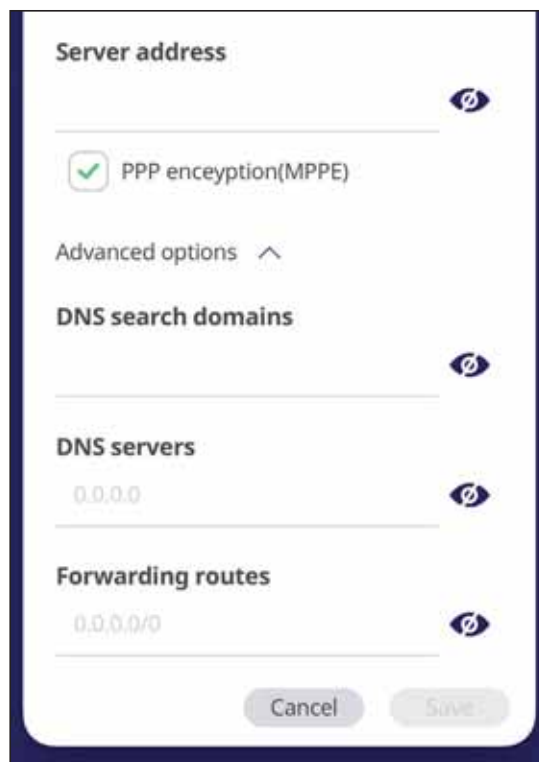 Server address
PPP enceyption(MPPE)
Advanced options
DNS search domains
DNS servers
0.0.0.0
Forwarding routes
0.0.0.0/0
Cancel
Save